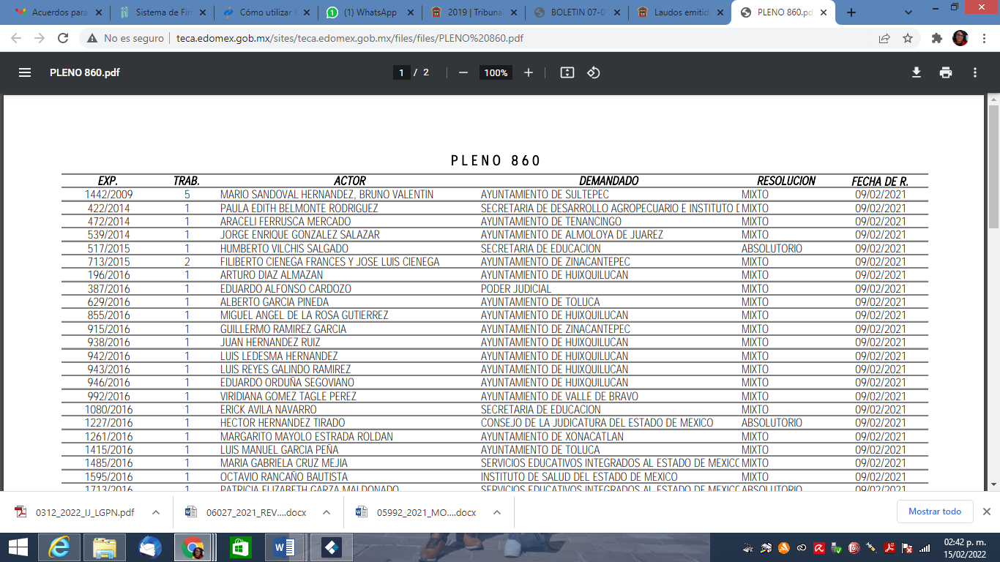 Acuerdos para
Sistema de Fir
Cómo utilizar
(1) WhatsApp
2019 | Tribuna
BOLETIN 07-0
Laudos emitid
PLENO 860.pd
No es seguro | teca.edomex.gob.mx/sites/teca.edomex.gob.mx/files/files/PLENO%20860.pdf
PLENO 860.pdf
1 / 2
100%
PLENO 860
EXP. TRAB. ACTOR DEMANDADO RESOLUCION FECHA DE R.
1442/2009 5 MARIO SANDOVAL HERNANDEZ, BRUNO VALENTIN AYUNTAMIENTO DE SULTEPEC MIXTO 09/02/2021
422/2014 1 PAULA EDITH BELMONTE RODRIGUEZ SECRETARIA DE DESARROLLO AGROPECUARIO E INSTITUTO D MIXTO 09/02/2021
472/2014 1 ARACELI FERRUSCA MERCADO AYUNTAMIENTO DE TENANCINGO MIXTO 09/02/2021
539/2014 1 JORGE ENRIQUE GONZALEZ SALAZAR AYUNTAMIENTO DE ALMOLOYA DE JUAREZ MIXTO 09/02/2021
517/2015 1 HUMBERTO VILCHIS SALGADO SECRETARIA DE EDUCACION ABSOLUTORIO 09/02/2021
713/2015 2 FILIBERTO CIENEGA FRANCES Y JOSE LUIS CIENEGA AYUNTAMIENTO DE ZINACANTEPEC MIXTO 09/02/2021
196/2016 1 ARTURO DIAZ ALMAZAN AYUNTAMIENTO DE HUIXQUILUCAN MIXTO 09/02/2021
387/2016 1 EDUARDO ALFONSO CARDOZO PODER JUDICIAL MIXTO 09/02/2021
629/2016 1 ALBERTO GARCIA PINEDA AYUNTAMIENTO DE TOLUCA MIXTO 09/02/2021
855/2016 1 MIGUEL ANGEL DE LA ROSA GUTIERREZ AYUNTAMIENTO DE HUIXQUILUCAN MIXTO 09/02/2021
915/2016 1 GUILLERMO RAMIREZ GARCIA AYUNTAMIENTO DE ZINACANTEPEC MIXTO 09/02/2021
938/2016 1 JUAN HERNANDEZ RUIZ AYUNTAMIENTO DE HUIXQUILUCAN MIXTO 09/02/2021
942/2016 1 LUIS LEDESMA HERNANDEZ AYUNTAMIENTO DE HUIXQUILUCAN MIXTO 09/02/2021
943/2016 1 LUIS REYES GALINDO RAMIREZ AYUNTAMIENTO DE HUIXQUILUCAN MIXTO 09/02/2021
946/2016 1 EDUARDO ORDUÑA SEGOVIANO AYUNTAMIENTO DE HUIXQUILUCAN MIXTO 09/02/2021
992/2016 1 VIRIDIANA GOMEZ TAGLE PEREZ AYUNTAMIENTO DE VALLE DE BRAVO MIXTO 09/02/2021
1080/2016 1 ERICK AVILA NAVARRO SECRETARIA DE EDUCACION MIXTO 09/02/2021
1227/2016 1 HECTOR HERNANDEZ TIRADO CONSEJO DE LA JUDICATURA DEL ESTADO DE MEXICO ABSOLUTORIO 09/02/2021
1261/2016 1 MARGARITO MAYOLO ESTRADA ROLDAN AYUNTAMIENTO DE XONACATLAN MIXTO 09/02/2021
1415/2016 1 LUIS MANUEL GARCIA PEÑA AYUNTAMIENTO DE TOLUCA MIXTO 09/02/2021
1485/2016 1 MARIA GABRIELA CRUZ MEJIA SERVICIOS EDUCATIVOS INTEGRADOS AL ESTADO DE MEXICO MIXTO 09/02/2021
1595/2016 1 OCTAVIO RANCAÑO BAUTISTA INSTITUTO DE SALUD DEL ESTADO DE MEXICO MIXTO 09/02/2021
1713/2016 1 PATRICIA ELIZABETH GARZA MALDONADO SERVICIOS EDUCATIVOS INTEGRADOS AL ESTADO DE MEXICO ABSOLUTORIO 09/02/2021
0312_2022_IJ_LGPN.pdf
06027_2021_REV....docx
05992_2021_MO....docx
Mostrar todo
02:42 p. m.
15/02/2022